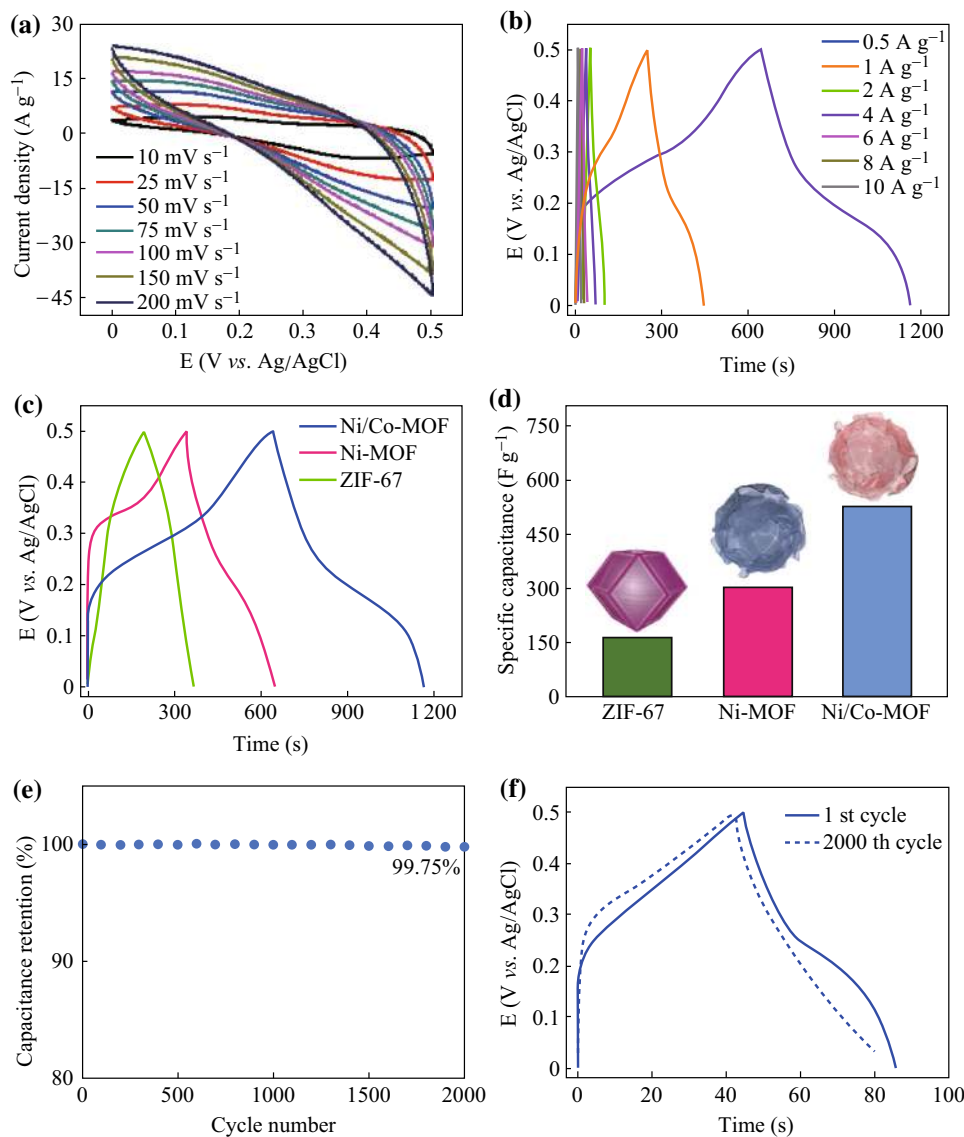 (a)
30
15
0
−15
−30
−45
Current density (A g⁻¹)
10 mV s⁻¹
25 mV s⁻¹
50 mV s⁻¹
75 mV s⁻¹
100 mV s⁻¹
150 mV s⁻¹
200 mV s⁻¹
0 0.1 0.2 0.3 0.4 0.5
E (V vs. Ag/AgCl)
(b)
0.5
0.4
0.3
0.2
0.1
0
E (V vs. Ag/AgCl)
0.5 A g⁻¹
1 A g⁻¹
2 A g⁻¹
4 A g⁻¹
6 A g⁻¹
8 A g⁻¹
10 A g⁻¹
0 300 600 900 1200
Time (s)
(c)
0.5
0.4
0.3
0.2
0.1
0
E (V vs. Ag/AgCl)
Ni/Co-MOF
Ni-MOF
ZIF-67
0 300 600 900 1200
Time (s)
(d)
750
600
450
300
150
0
Specific capacitance (F g⁻¹)
ZIF-67 Ni-MOF Ni/Co-MOF
(e)
100
90
80
Capacitance retention (%)
99.75%
0 500 1000 1500 2000
Cycle number
(f)
0.5
0.4
0.3
0.2
0.1
0
E (V vs. Ag/AgCl)
1 st cycle
2000 th cycle
0 20 40 60 80 100
Time (s)